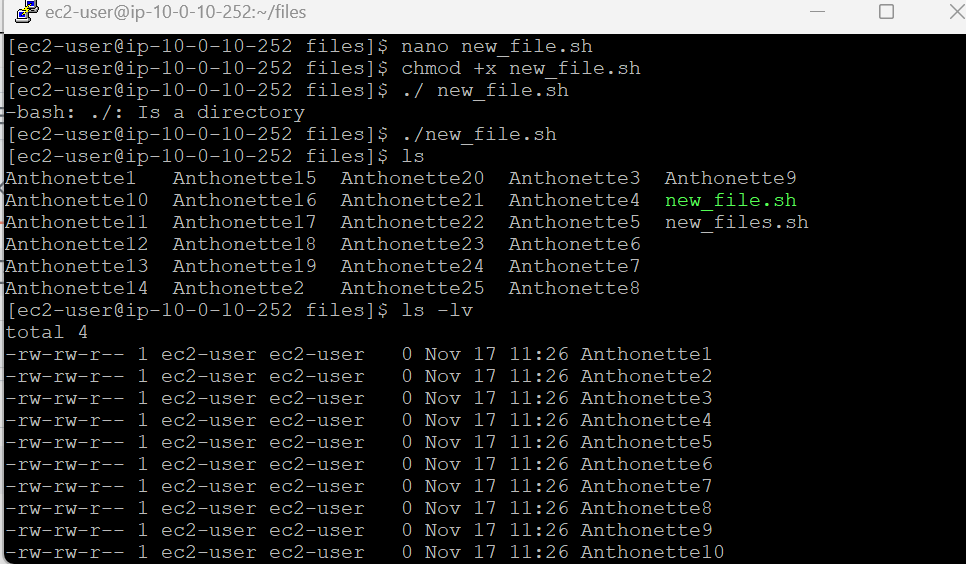 ec2-user@ip-10-0-10-252:~/files
[ec2-user@ip-10-0-10-252 files]$ nano new_file.sh
[ec2-user@ip-10-0-10-252 files]$ chmod +x new_file.sh
[ec2-user@ip-10-0-10-252 files]$ ./ new_file.sh
-bash: ./: Is a directory
[ec2-user@ip-10-0-10-252 files]$ ./new_file.sh
[ec2-user@ip-10-0-10-252 files]$ ls
Anthonette1   Anthonette15  Anthonette20  Anthonette3  Anthonette9
Anthonette10  Anthonette16  Anthonette21  Anthonette4  new_file.sh
Anthonette11  Anthonette17  Anthonette22  Anthonette5  new_files.sh
Anthonette12  Anthonette18  Anthonette23  Anthonette6
Anthonette13  Anthonette19  Anthonette24  Anthonette7
Anthonette14  Anthonette2   Anthonette25  Anthonette8
[ec2-user@ip-10-0-10-252 files]$ ls -lv
total 4
-rw-rw-r-- 1 ec2-user ec2-user   0 Nov 17 11:26 Anthonette1
-rw-rw-r-- 1 ec2-user ec2-user   0 Nov 17 11:26 Anthonette2
-rw-rw-r-- 1 ec2-user ec2-user   0 Nov 17 11:26 Anthonette3
-rw-rw-r-- 1 ec2-user ec2-user   0 Nov 17 11:26 Anthonette4
-rw-rw-r-- 1 ec2-user ec2-user   0 Nov 17 11:26 Anthonette5
-rw-rw-r-- 1 ec2-user ec2-user   0 Nov 17 11:26 Anthonette6
-rw-rw-r-- 1 ec2-user ec2-user   0 Nov 17 11:26 Anthonette7
-rw-rw-r-- 1 ec2-user ec2-user   0 Nov 17 11:26 Anthonette8
-rw-rw-r-- 1 ec2-user ec2-user   0 Nov 17 11:26 Anthonette9
-rw-rw-r-- 1 ec2-user ec2-user   0 Nov 17 11:26 Anthonette10